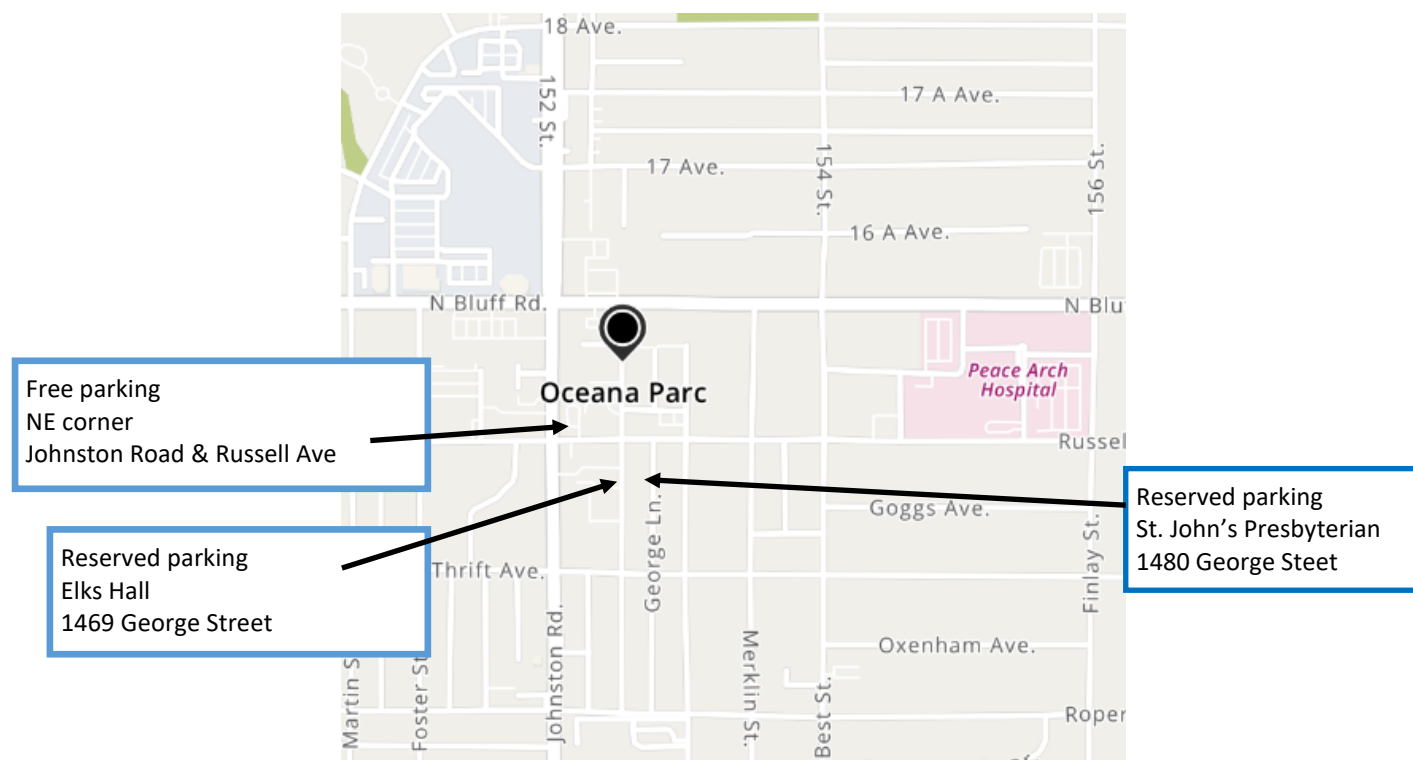 18 Ave.
152 St.
17 A Ave.
17 Ave.
154 St.
156 St.
16 A Ave.
N Bluff Rd.
N Blu
Oceana Parc
Peace Arch
Hospital
Free parking
NE corner
Johnston Road & Russell Ave
Russel
Reserved parking
St. John’s Presbyterian
1480 George Steet
Goggs Ave.
George Ln.
Finlay St.
Reserved parking
Elks Hall
1469 George Street
Thrift Ave.
Johnston Rd.
Merklin St.
Oxenham Ave.
Martin S
Foster St
Best St.
Roper